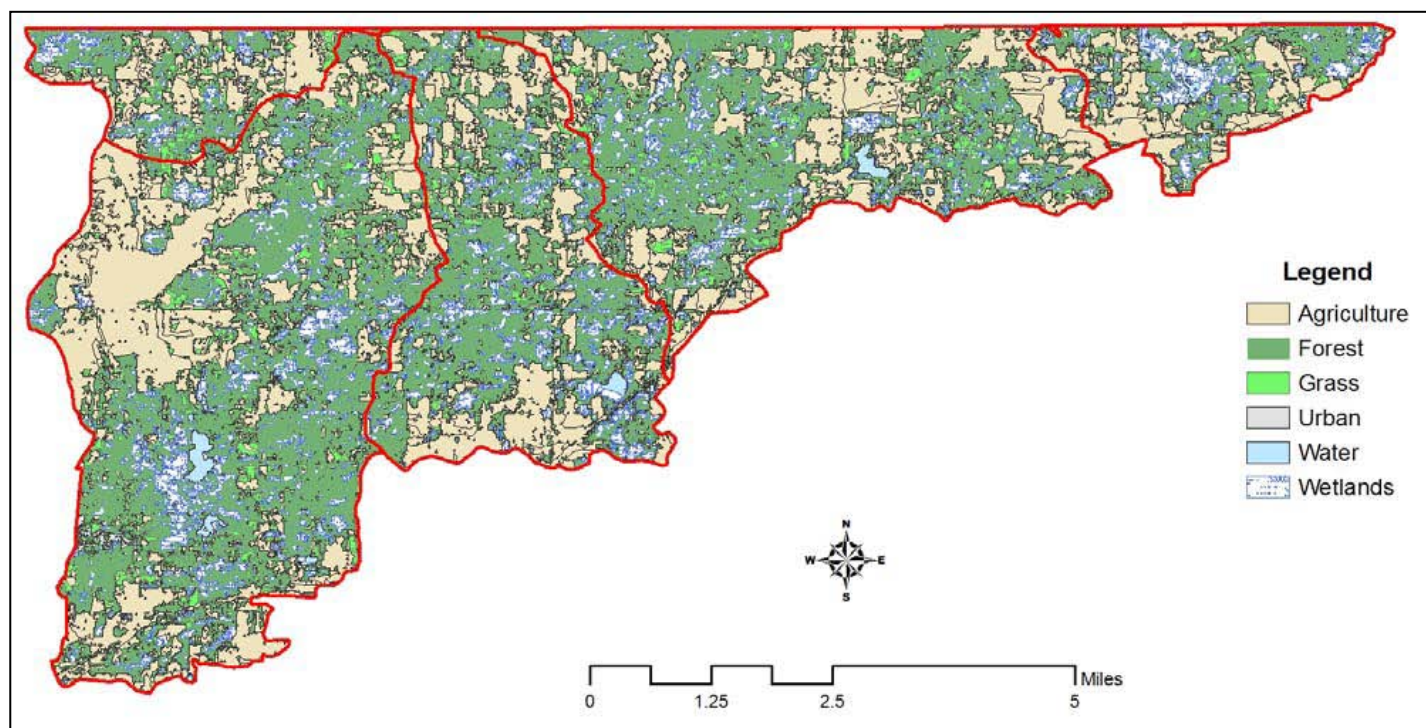 Legend
Agriculture
Forest
Grass
Urban
Water
Wetlands
N
W E
S
Miles
0 1.25 2.5 5